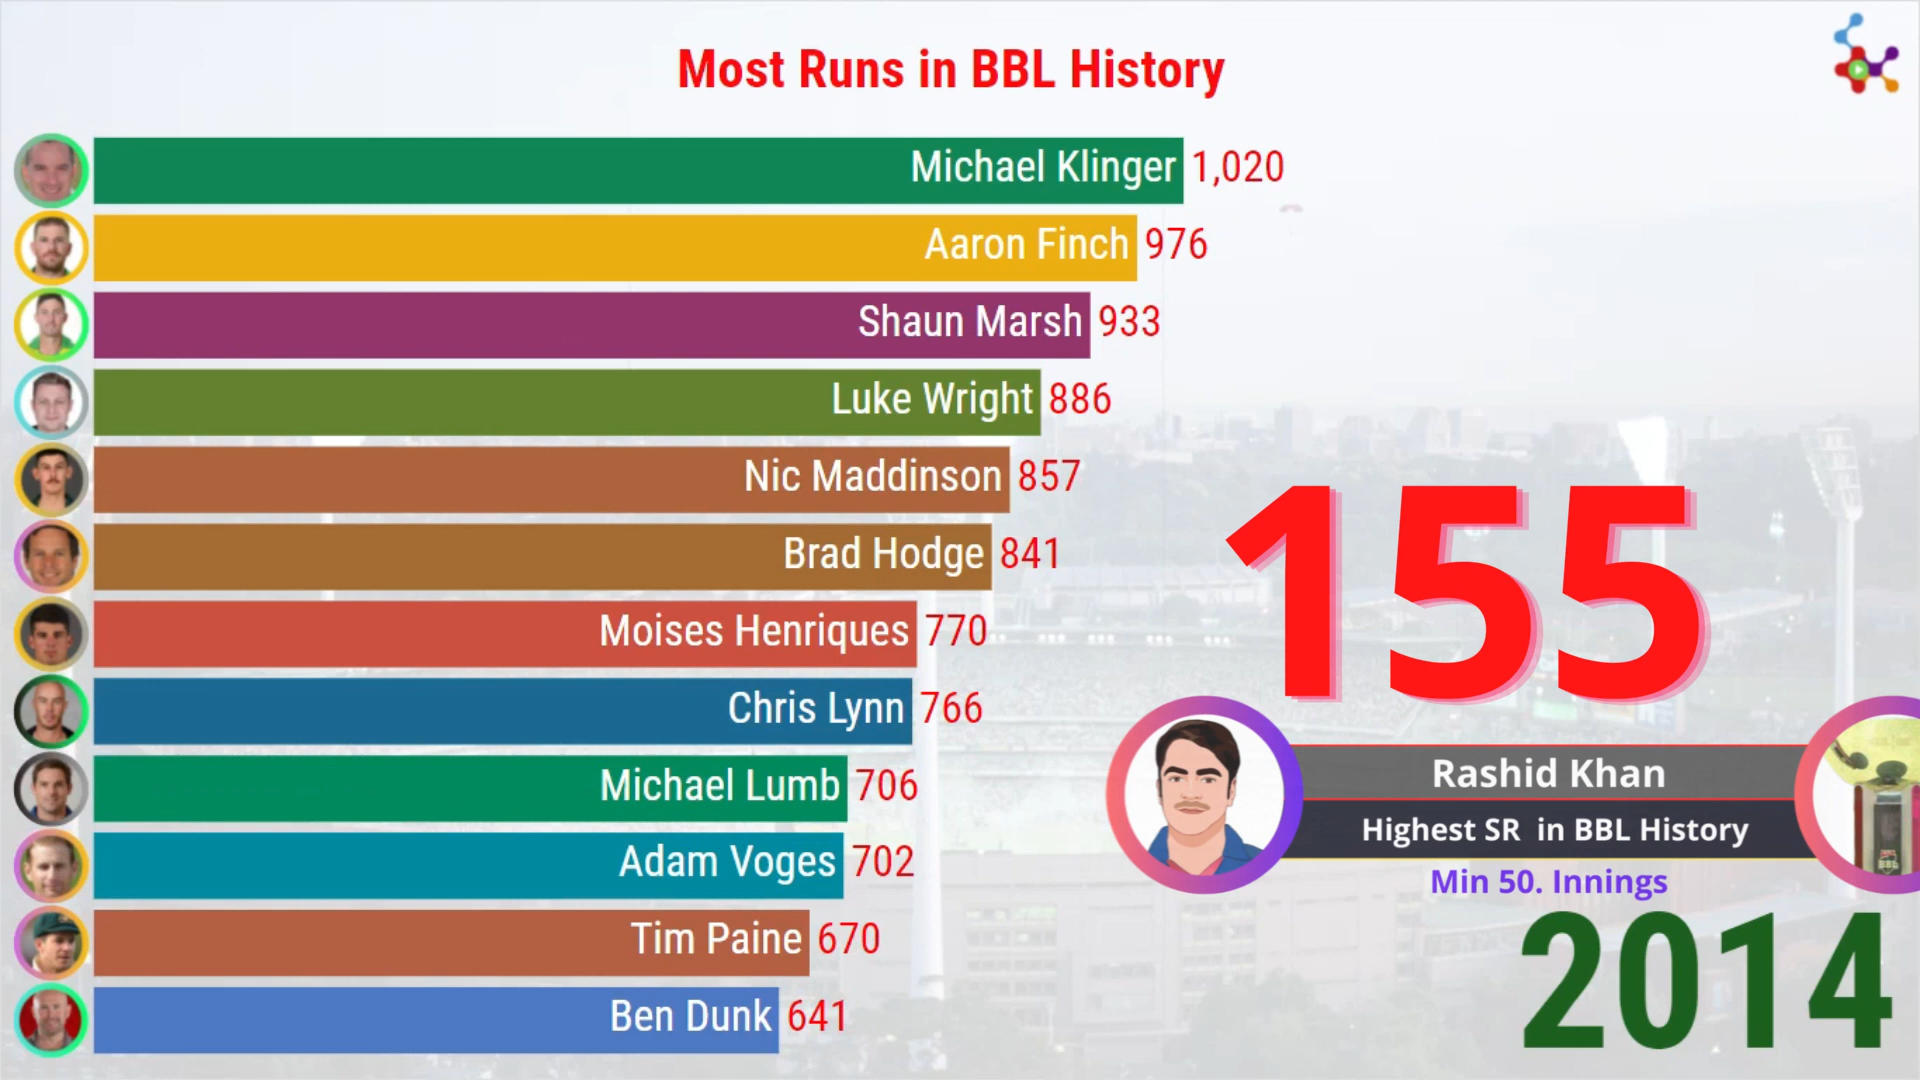 Most Runs in BBL History
Michael Klinger 1,020
Aaron Finch 976
Shaun Marsh 933
Luke Wright 886
Nic Maddinson 857
Brad Hodge 841
Moises Henriques 770
Chris Lynn 766
Michael Lumb 706
Adam Voges 702
Tim Paine 670
Ben Dunk 641
155
Rashid Khan
Highest SR in BBL History
Min 50. Innings
BBL
2014